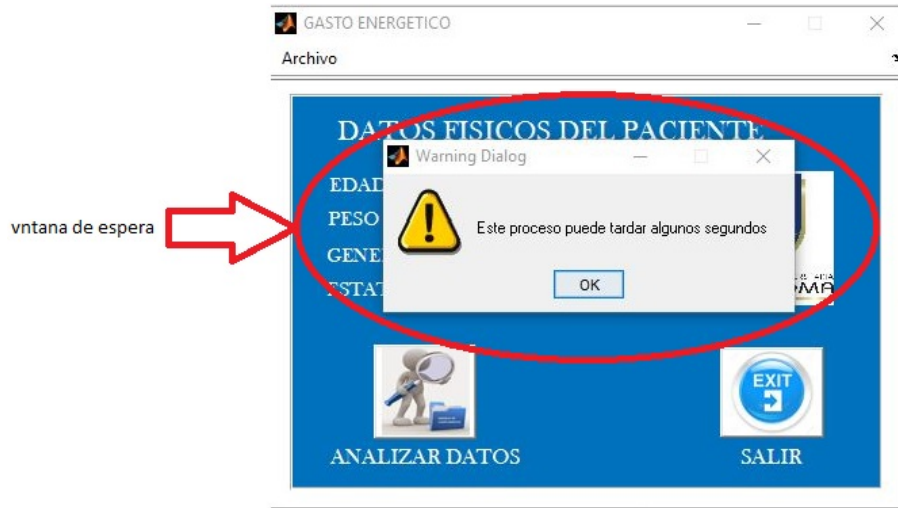 GASTO ENERGETICO
Archivo
DATOS FISICOS DEL PACIENTE
Warning Dialog
EDAD
PESO
vntana de espera
Este proceso puede tardar algunos segundos
OK
EXIT
ANALIZAR DATOS
SALIR